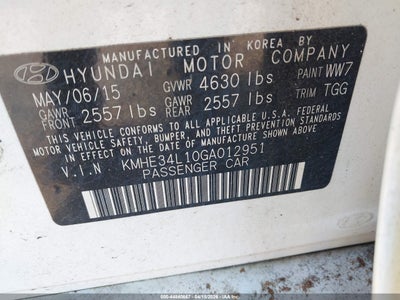 MANUFACTURED IN KOREA BY
HYUNDAI MOTOR COMPANY
MAY/06/15 GVWR 4630 lbs PAINT WW7
GAWR FRONT 2557 lbs GAWR REAR 2557 lbs TRIM TGG
THIS VEHICLE CONFORMS TO ALL APPLICABLE U.S.A FEDERAL
MOTOR VEHICLE SAFETY, BUMPER, AND THEFT
PREVENTION STANDARDS IN EFFECT ON THE DATE OF
MANUFACTURE SHOWN ABOVE.
V.I.N KMHE34L10GA012951
PASSENGER CAR